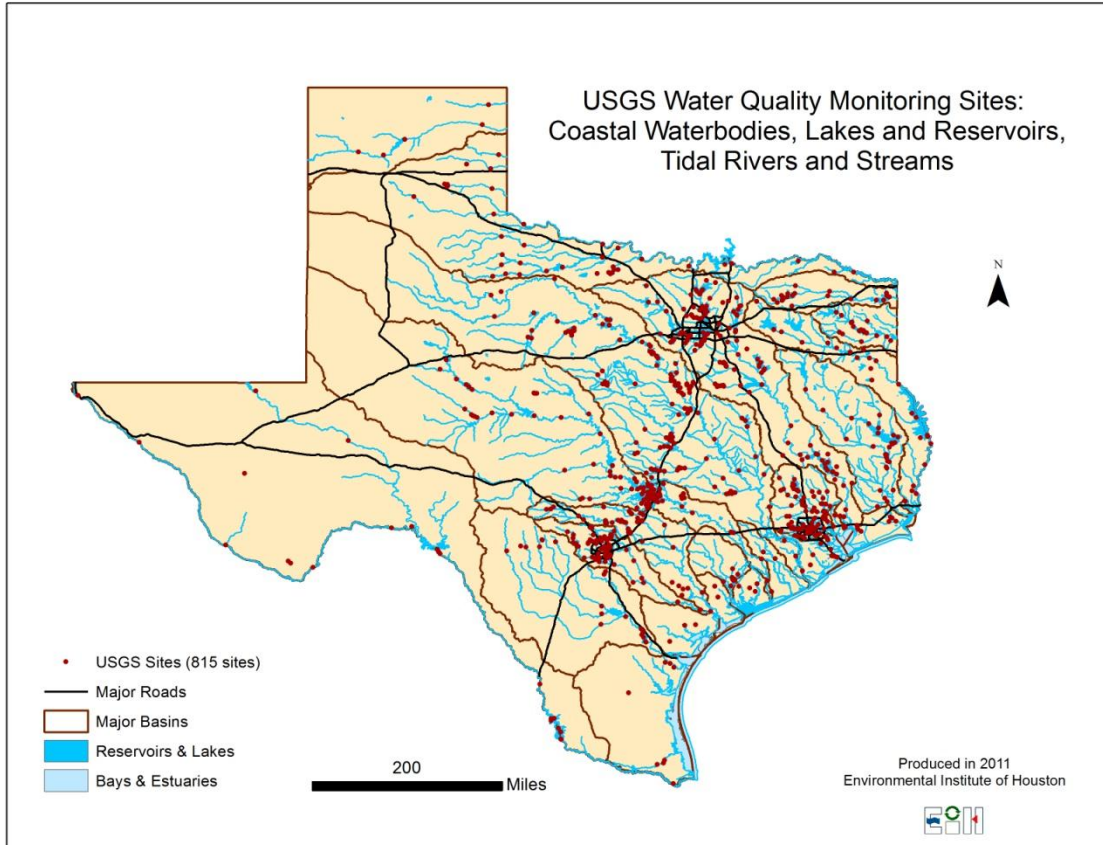 USGS Water Quality Monitoring Sites:
Coastal Waterbodies, Lakes and Reservoirs,
Tidal Rivers and Streams
N
USGS Sites (815 sites)
Major Roads
Major Basins
Reservoirs & Lakes
Bays & Estuaries
200
Miles
Produced in 2011
Environmental Institute of Houston
EIH